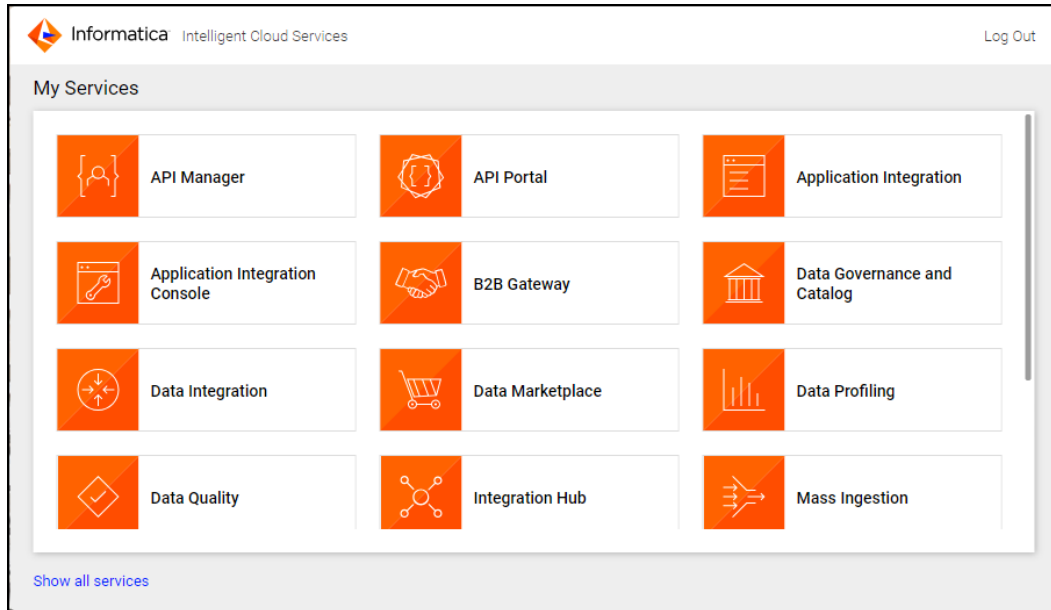 Informatica Intelligent Cloud Services
Log Out
My Services
API Manager
API Portal
Application Integration
Application Integration
Console
B2B Gateway
Data Governance and
Catalog
Data Integration
Data Marketplace
Data Profiling
Data Quality
Integration Hub
Mass Ingestion
Show all services